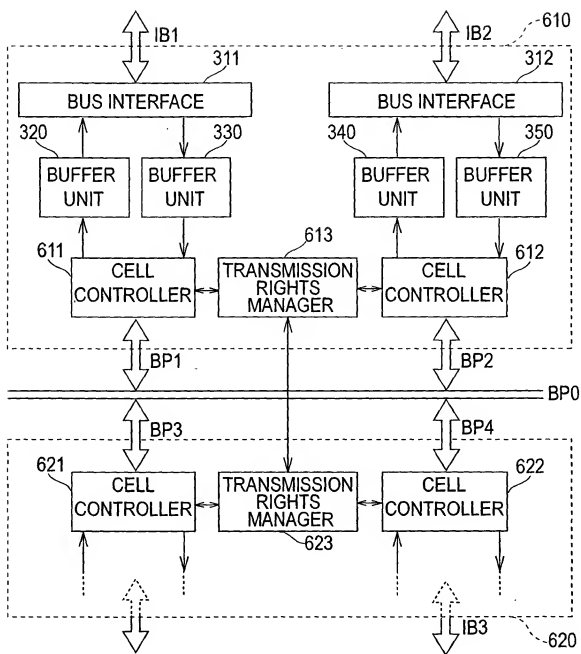 IB1
IB2
610
311
312
BUS INTERFACE
BUS INTERFACE
320
330
340
350
BUFFER
UNIT
BUFFER
UNIT
BUFFER
UNIT
BUFFER
UNIT
611
613
612
CELL
CONTROLLER
TRANSMISSION
RIGHTS
MANAGER
CELL
CONTROLLER
BP1
BP2
BP0
BP3
BP4
621
622
CELL
CONTROLLER
TRANSMISSION
RIGHTS
MANAGER
CELL
CONTROLLER
623
IB3
620